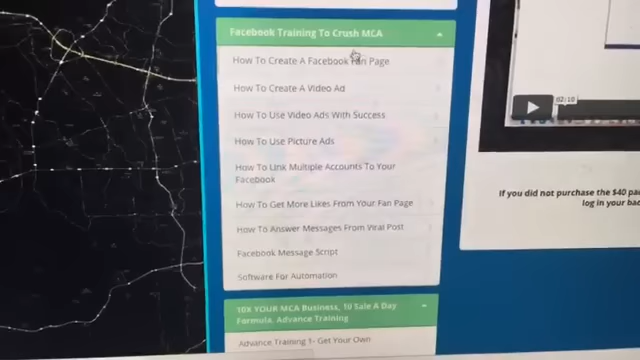 Facebook Training To Crush MCA
How To Create A Facebook Fan Page
How To Create A Video Ad
How To Use Video Ads With Success
How To Use Picture Ads
How To Link Multiple Accounts To Your
Facebook
How To Get More Likes From Your Fan Page
How To Answer Messages From Viral Post
Facebook Message Script
Software For Automation
10X YOUR MCA Business, 10 Sale A Day
Formula. Advance Training
Advance Training 1- Get Your Own
02:10
If you did not purchase the $40 pa
log in your bac